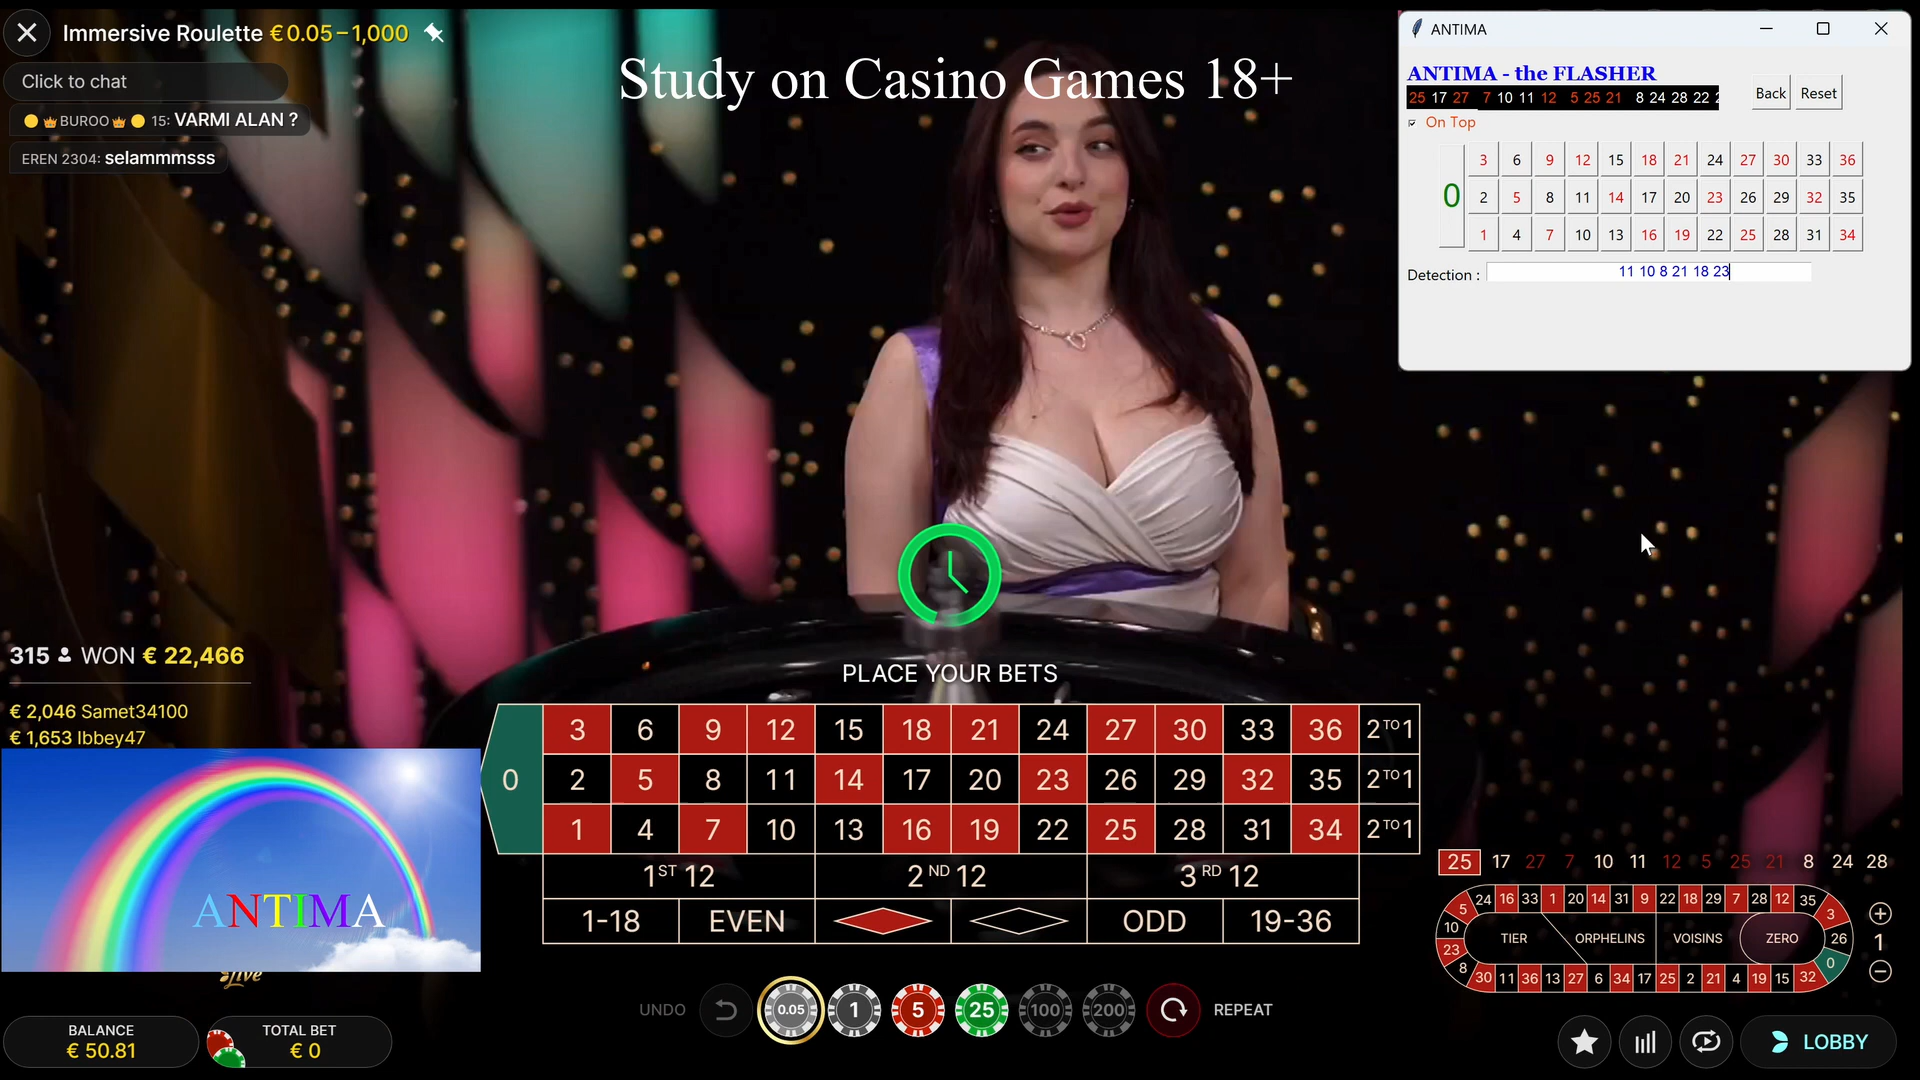 Immersive Roulette €0.05–1,000
Click to chat
BUROO 15: VARMI ALAN ?
EREN 2304: selammmsss
Study on Casino Games 18+
ANTIMA
ANTIMA - the FLASHER
25 17 27 7 10 11 12 5 25 21 8 24 28 22
Back Reset
On Top
3 6 9 12 15 18 21 24 27 30 33 36
0
2 5 8 11 14 17 20 23 26 29 32 35
1 4 7 10 13 16 19 22 25 28 31 34
Detection : 11 10 8 21 18 23
315 WON € 22,466
€ 2,046 Samet34100
€ 1,653 Ibbey47
ANTIMA
Live
PLACE YOUR BETS
3 6 9 12 15 18 21 24 27 30 33 36 2 TO 1
0 2 5 8 11 14 17 20 23 26 29 32 35 2 TO 1
1 4 7 10 13 16 19 22 25 28 31 34 2 TO 1
1ST 12 2ND 12 3RD 12
1-18 EVEN ODD 19-36
25 17 27 7 10 11 12 5 25 21 8 24 28
5 24 16 33 1 20 14 31 9 22 18 29 7 28 12 35 3
10 TIER ORPHELINS VOISINS ZERO 26
23 0
8 30 11 36 13 27 6 34 17 25 2 21 4 19 15 32
1
UNDO 0.05 1 5 25 100 200 REPEAT
BALANCE
€ 50.81
TOTAL BET
€ 0
LOBBY